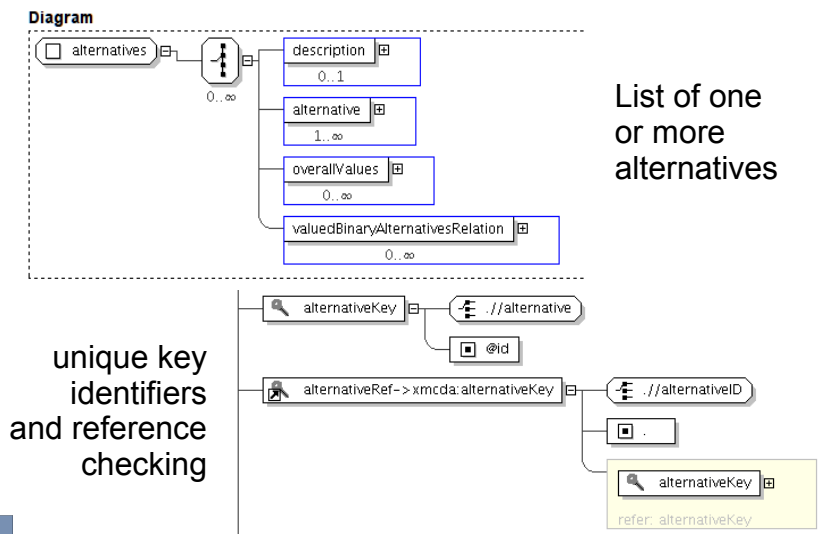 Diagram
alternatives
0..∞
description
0..1
alternative
1..∞
overallValues
0..∞
valuedBinaryAlternativesRelation
0..∞
List of one
or more
alternatives
unique key
identifiers
and reference
checking
alternativeKey
.//alternative
@id
alternativeRef->xmcda:alternativeKey
.//alternativeID
.
alternativeKey
refer: alternativeKey